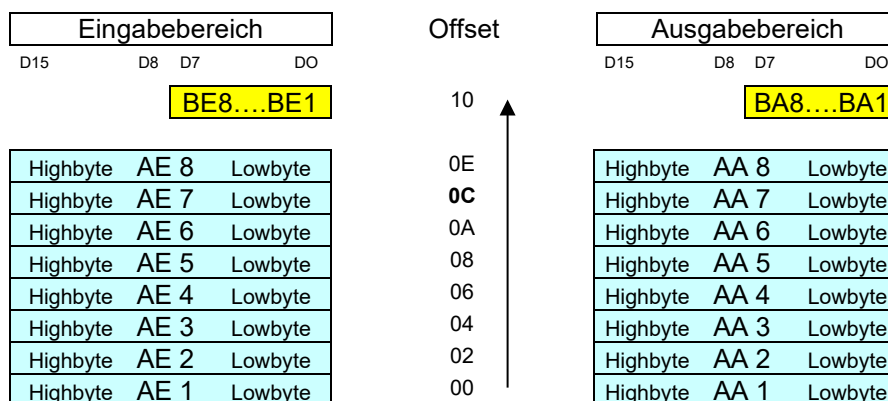 Eingabebereich Offset Ausgabebereich
D15 D8 D7 DO D15 D8 D7 DO
BE8....BE1 10 BA8....BA1
Highbyte AE 8 Lowbyte 0E Highbyte AA 8 Lowbyte
Highbyte AE 7 Lowbyte 0C Highbyte AA 7 Lowbyte
Highbyte AE 6 Lowbyte 0A Highbyte AA 6 Lowbyte
Highbyte AE 5 Lowbyte 08 Highbyte AA 5 Lowbyte
Highbyte AE 4 Lowbyte 06 Highbyte AA 4 Lowbyte
Highbyte AE 3 Lowbyte 04 Highbyte AA 3 Lowbyte
Highbyte AE 2 Lowbyte 02 Highbyte AA 2 Lowbyte
Highbyte AE 1 Lowbyte 00 Highbyte AA 1 Lowbyte